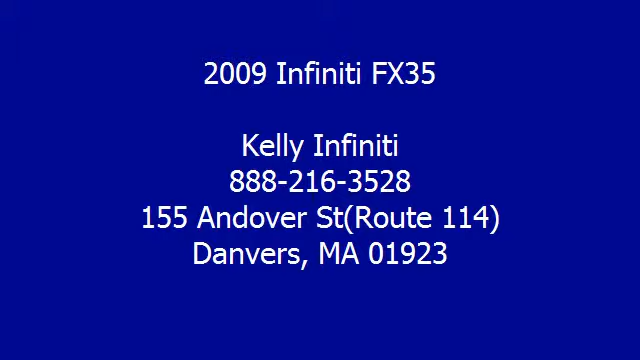 2009 Infiniti FX35
Kelly Infiniti
888-216-3528
155 Andover St(Route 114)
Danvers, MA 01923